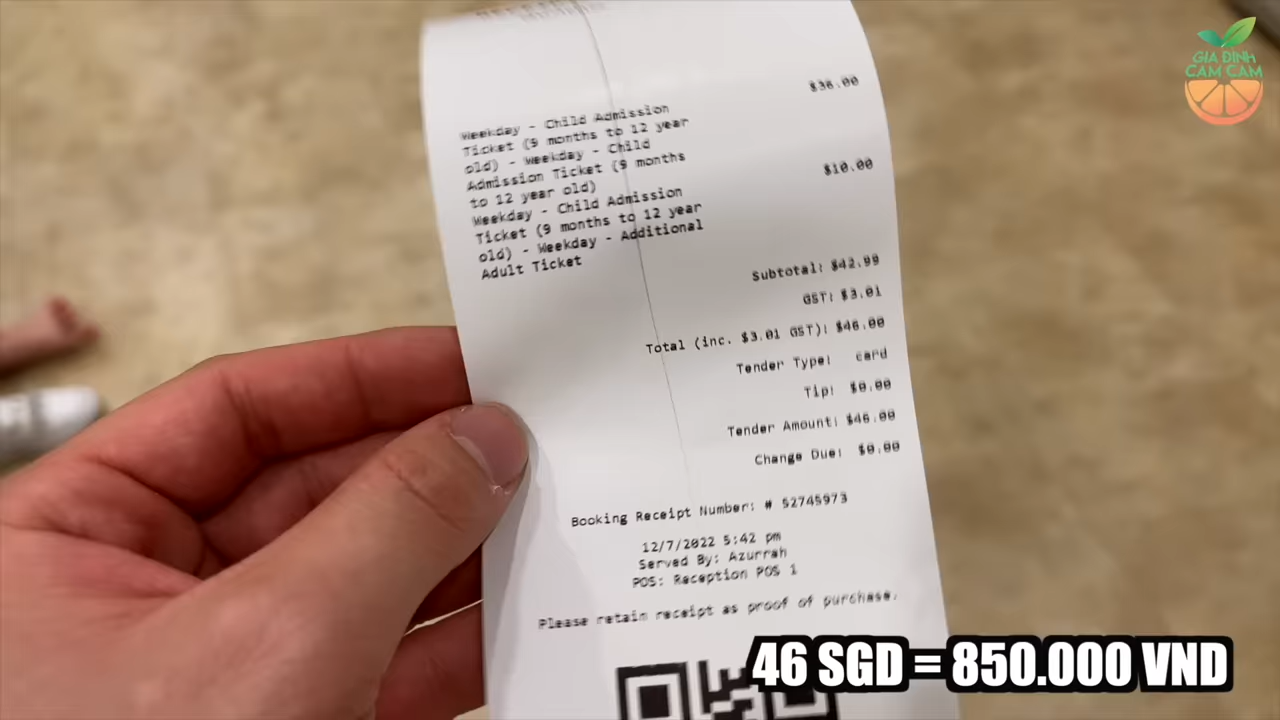 GIA ĐÌNH
CAM CAM
$36.00
Weekday - Child Admission
Ticket (9 months to 12 year
old) - Weekday - Child
Admission Ticket (9 months
to 12 year old)
$10.00
Weekday - Child Admission
Ticket (9 months to 12 year
old) - Weekday - Additional
Adult Ticket
Subtotal: $42.99
GST: $3.01
Total (inc. $3.01 GST): $46.00
Tender Type: card
Tip: $0.00
Tender Amount: $46.00
Change Due: $0.00
Booking Receipt Number: # 52745973
12/7/2022 5:42 pm
Served By: Azurrah
POS: Reception POS 1
Please retain receipt as proof of purchase.
46 SGD = 850.000 VND